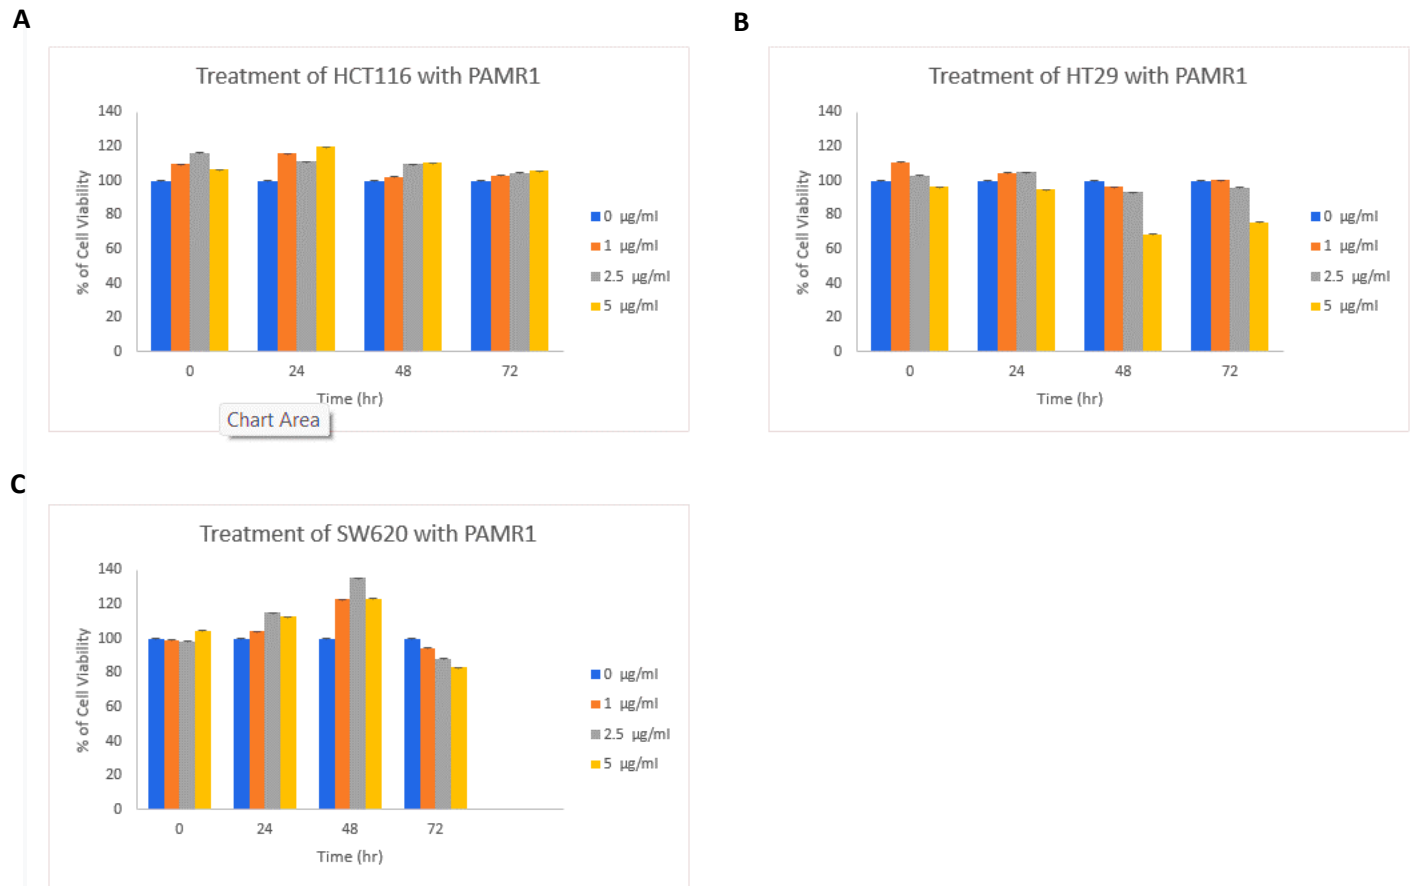 A
Treatment of HCT116 with PAMR1
% of Cell Viability
140
120
100
80
60
40
20
0
0 24 48 72
Time (hr)
Chart Area
0 µg/ml
1 µg/ml
2.5 µg/ml
5 µg/ml
B
Treatment of HT29 with PAMR1
% of Cell Viability
140
120
100
80
60
40
20
0
0 24 48 72
Time (hr)
0 µg/ml
1 µg/ml
2.5 µg/ml
5 µg/ml
C
Treatment of SW620 with PAMR1
% of Cell Viability
140
120
100
80
60
40
20
0
0 24 48 72
Time (hr)
0 µg/ml
1 µg/ml
2.5 µg/ml
5 µg/ml